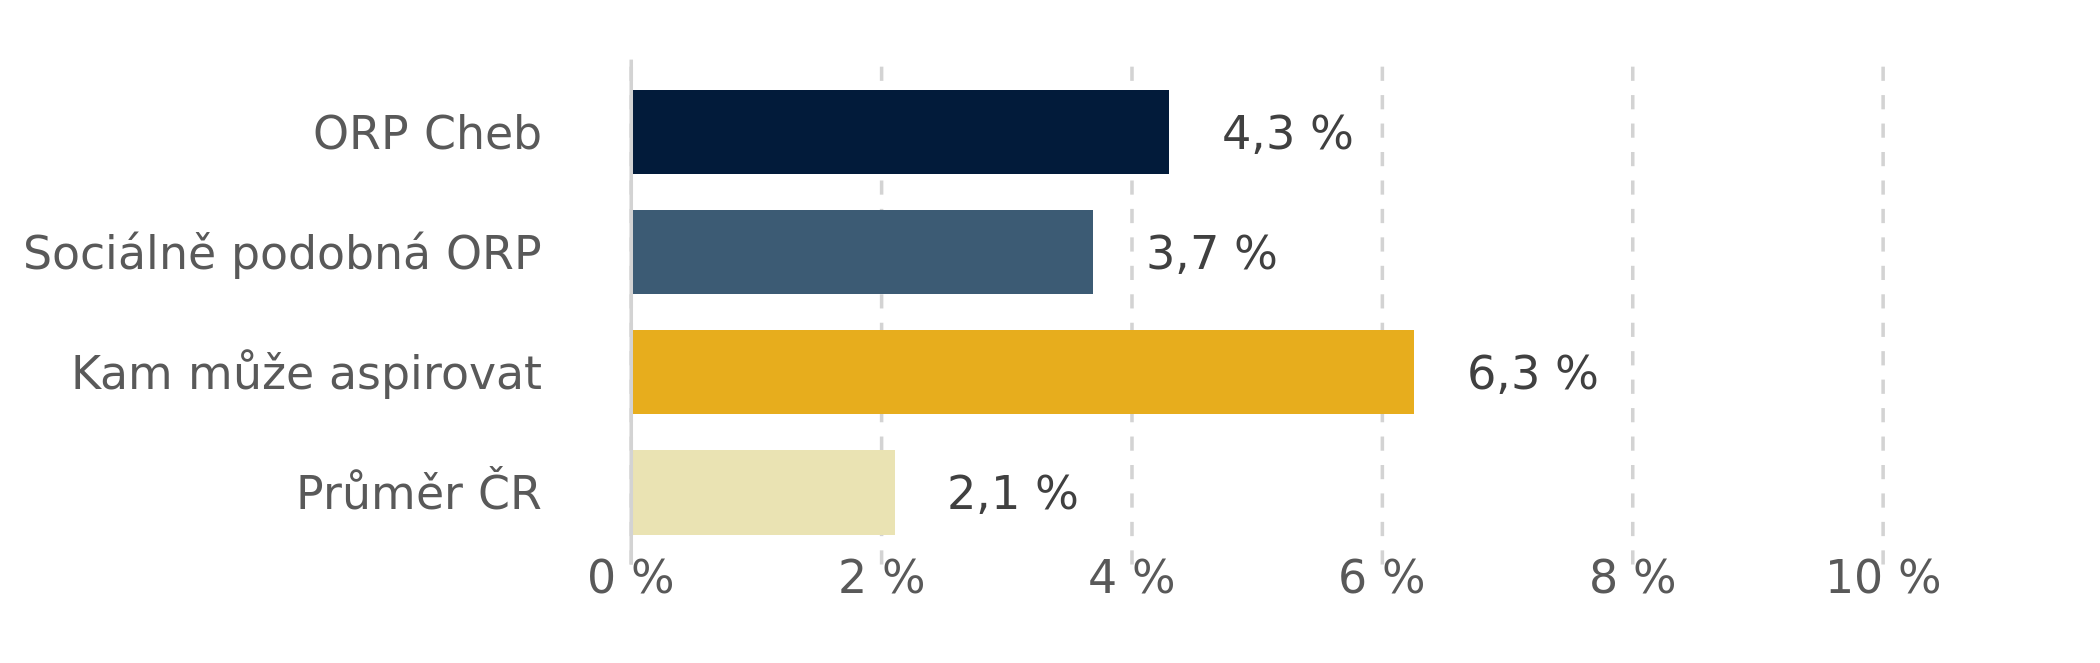 ORP Cheb 4,3 %
Sociálně podobná ORP 3,7 %
Kam může aspirovat 6,3 %
Průměr ČR 2,1 %
0 % 2 % 4 % 6 % 8 % 10 %